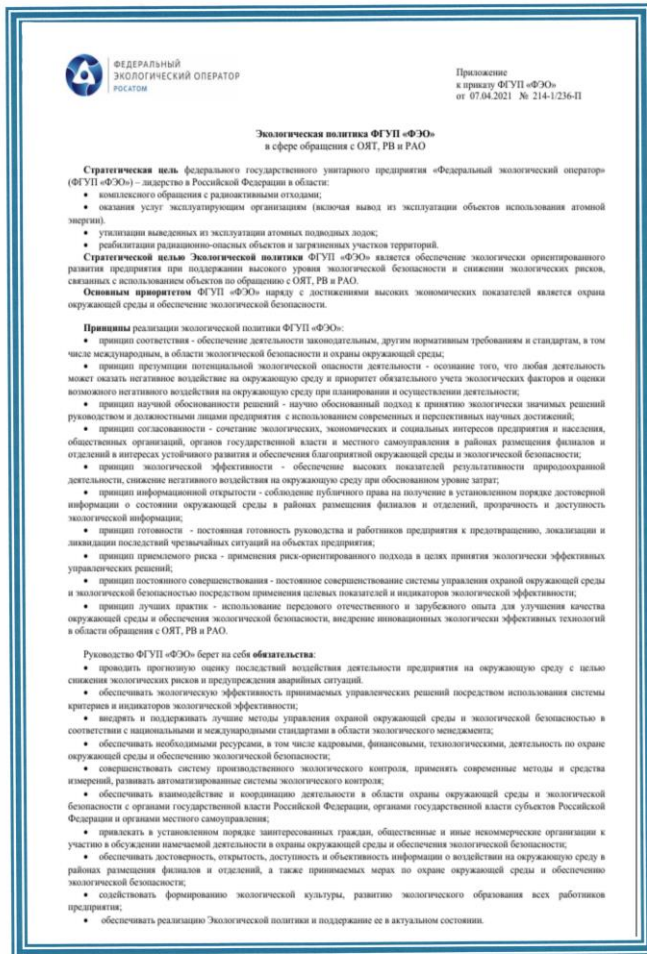 ФЕДЕРАЛЬНЫЙ
ЭКОЛОГИЧЕСКИЙ ОПЕРАТОР
РОСАТОМ
Приложение
к приказу ФГУП «ФЭО»
от 07.04.2021 № 214-1/236-П
Экологическая политика ФГУП «ФЭО»
в сфере обращения с ОЯТ, РВ и РАО
Стратегическая цель федерального государственного унитарного предприятия «Федеральный экологический оператор»
(ФГУП «ФЭО») – лидерство в Российской Федерации в области:
• комплексного обращения с радиоактивными отходами;
• оказания услуг эксплуатирующим организациям (включая вывод из эксплуатации объектов использования атомной
энергии).
• утилизации выведенных из эксплуатации атомных подводных лодок;
• реабилитации радиационно-опасных объектов и загрязненных участков территорий.
Стратегической целью Экологической политики ФГУП «ФЭО» является обеспечение экологически ориентированного
развития предприятия при поддержании высокого уровня экологической безопасности и снижении экологических рисков,
связанных с использованием объектов по обращению с ОЯТ, РВ и РАО.
Основным приоритетом ФГУП «ФЭО» наряду с достижениями высоких экономических показателей является охрана
окружающей среды и обеспечение экологической безопасности.
Принципы реализации экологической политики ФГУП «ФЭО»:
• принцип соответствия - обеспечение деятельности законодательным, другим нормативным требованиям и стандартам, в том
числе международным, в области экологической безопасности и охраны окружающей среды;
• принцип презумпции потенциальной экологической опасности деятельности - осознание того, что любая деятельность
может оказать негативное воздействие на окружающую среду и приоритет обязательного учета экологических факторов и оценки
возможного негативного воздействия на окружающую среду при планировании и осуществлении деятельности;
• принцип научной обоснованности решений - научно обоснованный подход к принятию экологически значимых решений
руководством и должностными лицами предприятия с использованием современных и перспективных научных достижений;
• принцип согласованности - сочетание экологических, экономических и социальных интересов предприятия и населения,
общественных организаций, органов государственной власти и местного самоуправления в районах размещения филиалов и
отделений в интересах устойчивого развития и обеспечения благоприятной окружающей среды и экологической безопасности;
• принцип экологической эффективности - обеспечение высоких показателей результативности природоохранной
деятельности, снижение негативного воздействия на окружающую среду при обоснованном уровне затрат;
• принцип информационной открытости - соблюдение публичного права на получение в установленном порядке достоверной
информации о состоянии окружающей среды в районах размещения филиалов и отделений, прозрачность и доступность
экологической информации;
• принцип готовности - постоянная готовность руководства и работников предприятия к предотвращению, локализации и
ликвидации последствий чрезвычайных ситуаций на объектах предприятия;
• принцип приемлемого риска - применения риск-ориентированного подхода в целях принятия экологически эффективных
управленческих решений;
• принцип постоянного совершенствования - постоянное совершенствование системы управления охраной окружающей среды
и экологической безопасностью посредством применения целевых показателей и индикаторов экологической эффективности;
• принцип лучших практик - использование передового отечественного и зарубежного опыта для улучшения качества
окружающей среды и обеспечения экологической безопасности, внедрение инновационных экологически эффективных технологий
в области обращения с ОЯТ, РВ и РАО.
Руководство ФГУП «ФЭО» берет на себя обязательства:
• проводить прогнозную оценку последствий воздействия деятельности предприятия на окружающую среду с целью
снижения экологических рисков и предупреждения аварийных ситуаций.
• обеспечивать экологическую эффективность принимаемых управленческих решений посредством использования системы
критериев и индикаторов экологической эффективности;
• внедрять и поддерживать лучшие методы управления охраной окружающей среды и экологической безопасностью в
соответствии с национальными и международными стандартами в области экологического менеджмента;
• обеспечивать необходимыми ресурсами, в том числе кадровыми, финансовыми, технологическими, деятельность по охране
окружающей среды и обеспечению экологической безопасности;
• совершенствовать систему производственного экологического контроля, применять современные методы и средства
измерений, развивать автоматизированные системы экологического контроля;
• обеспечивать взаимодействие и координацию деятельности в области охраны окружающей среды и экологической
безопасности с органами государственной власти Российской Федерации, органами государственной власти субъектов Российской
Федерации и органами местного самоуправления;
• привлекать в установленном порядке заинтересованных граждан, общественные и иные некоммерческие организации к
участию в обсуждении намечаемой деятельности в охраны окружающей среды и обеспечения экологической безопасности;
• обеспечивать достоверность, открытость, доступность и объективность информации о воздействии на окружающую среду в
районах размещения филиалов и отделений, а также принимаемых мерах по охране окружающей среды и обеспечению
экологической безопасности;
• содействовать формированию экологической культуры, развитию экологического образования всех работников
предприятия;
• обеспечивать реализацию Экологической политики и поддержание ее в актуальном состоянии.